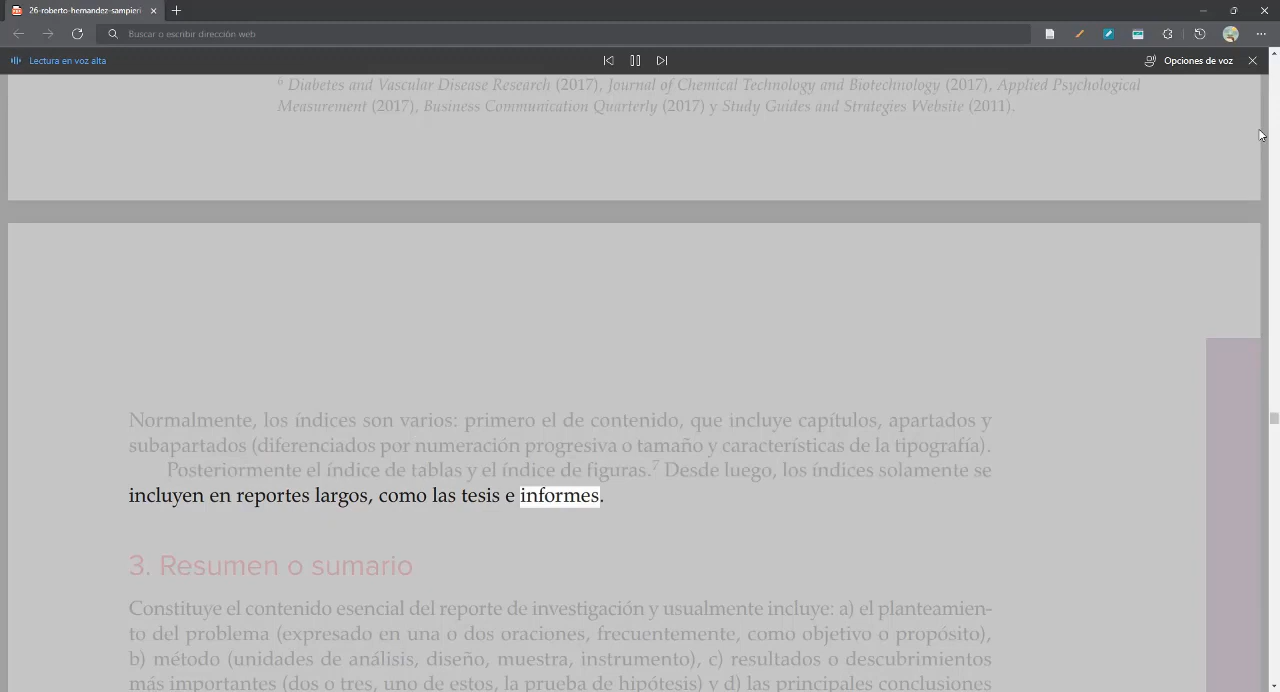 26-roberto-hernandez-sampieri
Buscar o escribir dirección web
Lectura en voz alta
Opciones de voz
6 Diabetes and Vascular Disease Research (2017), Journal of Chemical Technology and Biotechnology (2017), Applied Psychological
Measurement (2017), Business Communication Quarterly (2017) y Study Guides and Strategies Website (2011).
Normalmente, los índices son varios: primero el de contenido, que incluye capítulos, apartados y
subapartados (diferenciados por numeración progresiva o tamaño y características de la tipografía).
Posteriormente el índice de tablas y el índice de figuras.7 Desde luego, los índices solamente se
incluyen en reportes largos, como las tesis e informes.
3. Resumen o sumario
Constituye el contenido esencial del reporte de investigación y usualmente incluye: a) el planteamien-
to del problema (expresado en una o dos oraciones, frecuentemente, como objetivo o propósito),
b) método (unidades de análisis, diseño, muestra, instrumento), c) resultados o descubrimientos
más importantes (dos o tres, uno de estos, la prueba de hipótesis) y d) las principales conclusiones